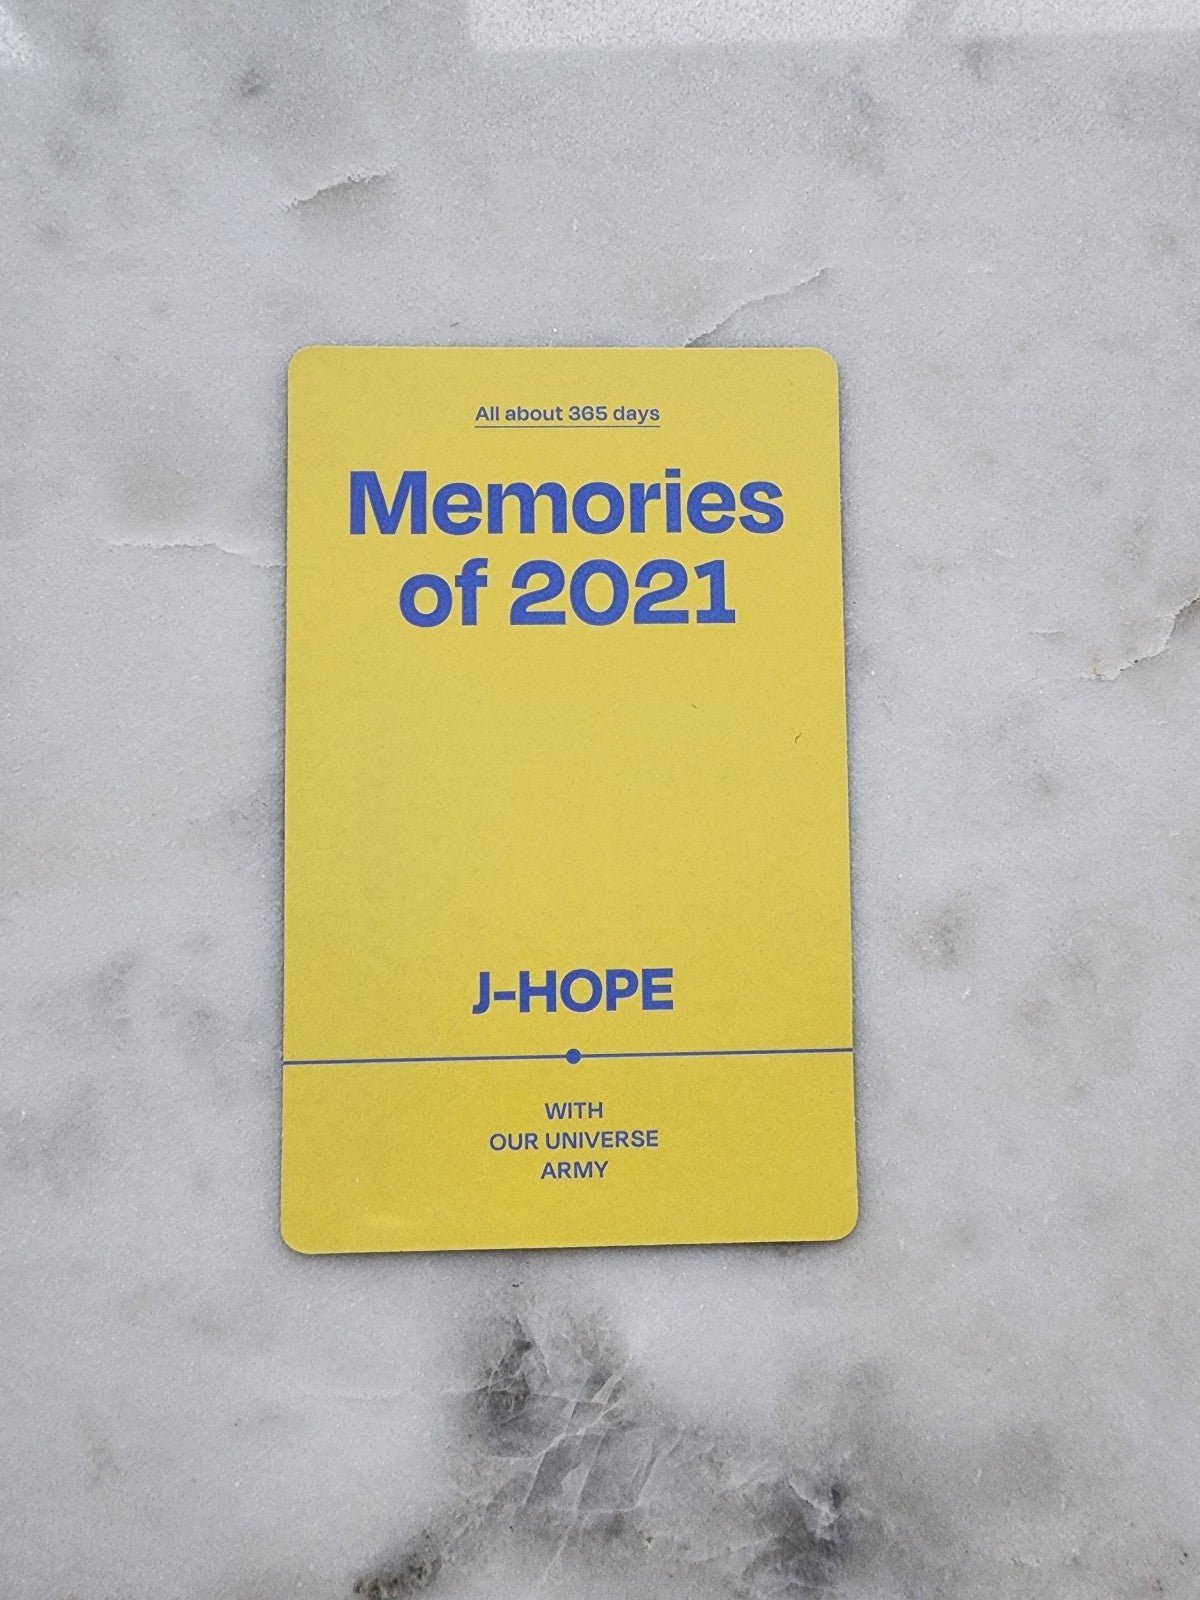 All about 365 days
Memories
of 2021
J-HOPE
WITH
OUR UNIVERSE
ARMY